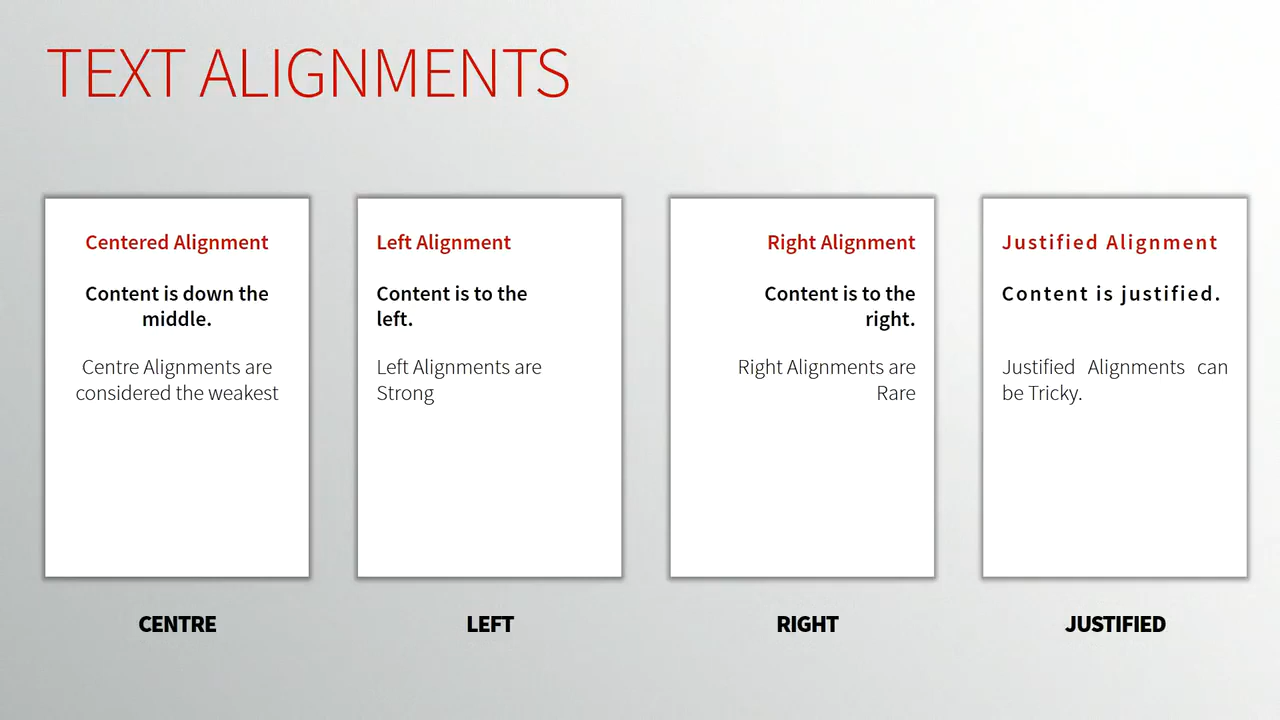 TEXT ALIGNMENTS
Centered Alignment
Content is down the
middle.
Centre Alignments are
considered the weakest
CENTRE
Left Alignment
Content is to the
left.
Left Alignments are
Strong
LEFT
Right Alignment
Content is to the
right.
Right Alignments are
Rare
RIGHT
Justified Alignment
Content is justified.
Justified Alignments can
be Tricky.
JUSTIFIED